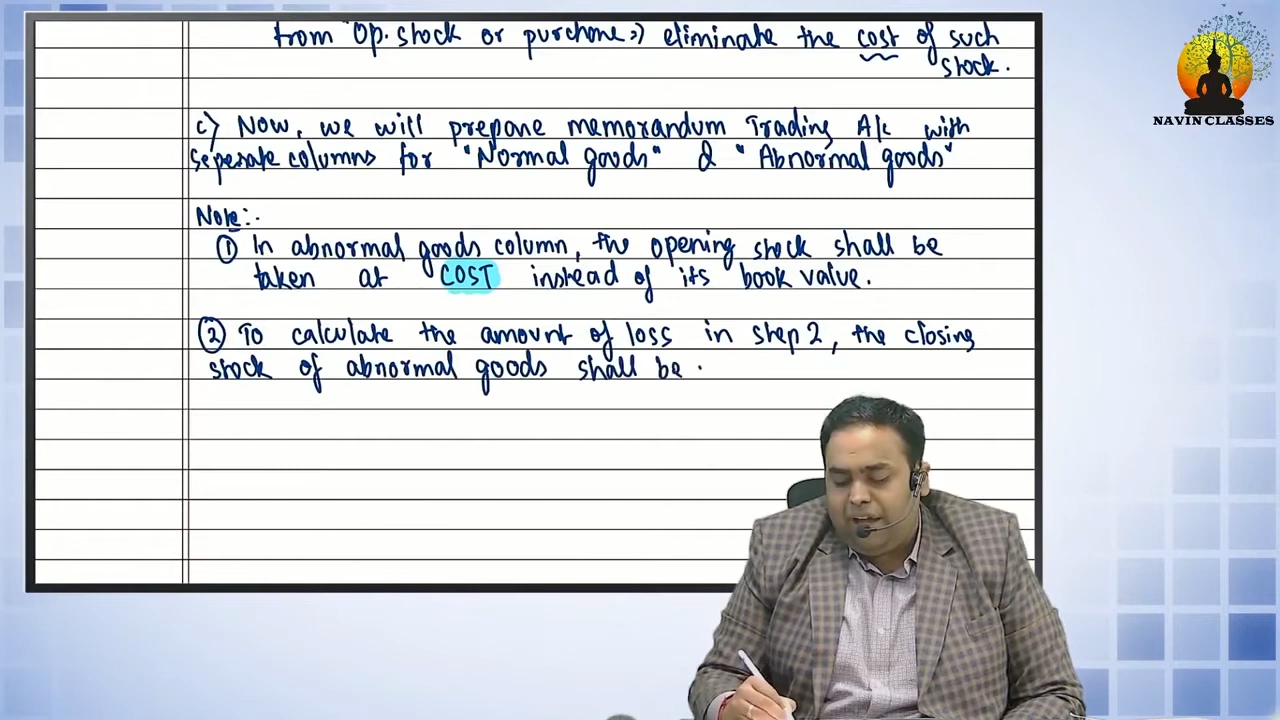 from "Op. stock or purchase ⇒ eliminate the cost of such
stock.
c) Now, we will prepare memorandum Trading A/c with
seperate columns for "Normal goods" & "Abnormal goods"
Note:-
① In abnormal goods column, the opening stock shall be
taken at COST instead of its book value.
② To calculate the amount of loss in step 2, the closing
stock of abnormal goods shall be
NAVIN CLASSES